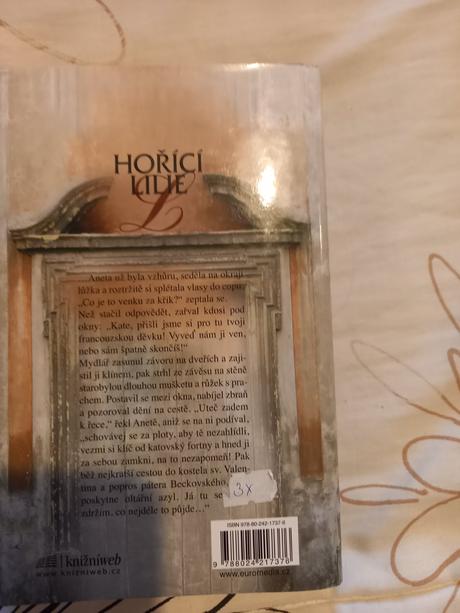 HOŘÍCÍ
LILIE
L
„...Aneta už byla vzhůru, seděla na okraji
lůžka a roztržitě si splétala vlasy do copu.
„Co je to venku za křik?“ zeptala se.
Než stačil odpovědět, zařval kdosi pod
okny: „Kate, přišli jsme si pro tu tvoji
francouzskou děvku! Vyveď nám ji ven,
nebo sám špatně skončíš!“
Mydlář zasunul závoru na dveřích a zaji-
stil ji klínem, pak strhl ze závěsu na stěně
starobylou dlouhou mušketu a růžek s pra-
chem. Postavil se mezi okna, nabíjel zbraň
a pozoroval dění na cestě. „Uteč zadem
k řece,“ řekl Anetě, aniž se na ni podíval,
„schovávej se za ploty, aby tě nezahlídli,
vezmi si klíč od katovský fortny a hned ji
za sebou zamkni, na to nezapomeň! Pak
běž nejkratší cestou do kostela sv. Valen-
tina a popros pátera Beckovského,
poskytne oltářní azyl. Já tu se
zdržím, co nejdéle to půjde...“
3x
knižníweb
www.knizniweb.cz
ISBN 978-80-242-1737-6
9 788024 217376
www.euromedia.cz